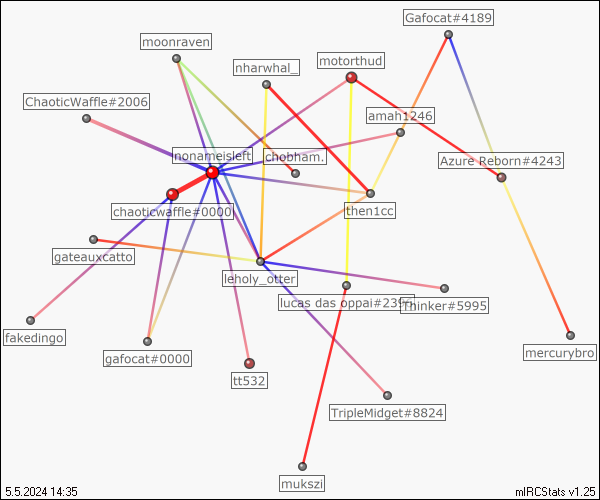 Gafocat#4189
moonraven
motorthud
nharwhal_
ChaoticWaffle#2006
amah1246
nonameisleft
chobham.
Azure Reborn#4243
chaoticwaffle#0000
then1cc
gateauxcatto
leholy_otter
lucas das oppai#239
Thinker#5995
fakedingo
gafocat#0000
mercurybro
tt532
TripleMidget#8824
mukszi
5.5.2024 14:35
mIRCStats v1.25